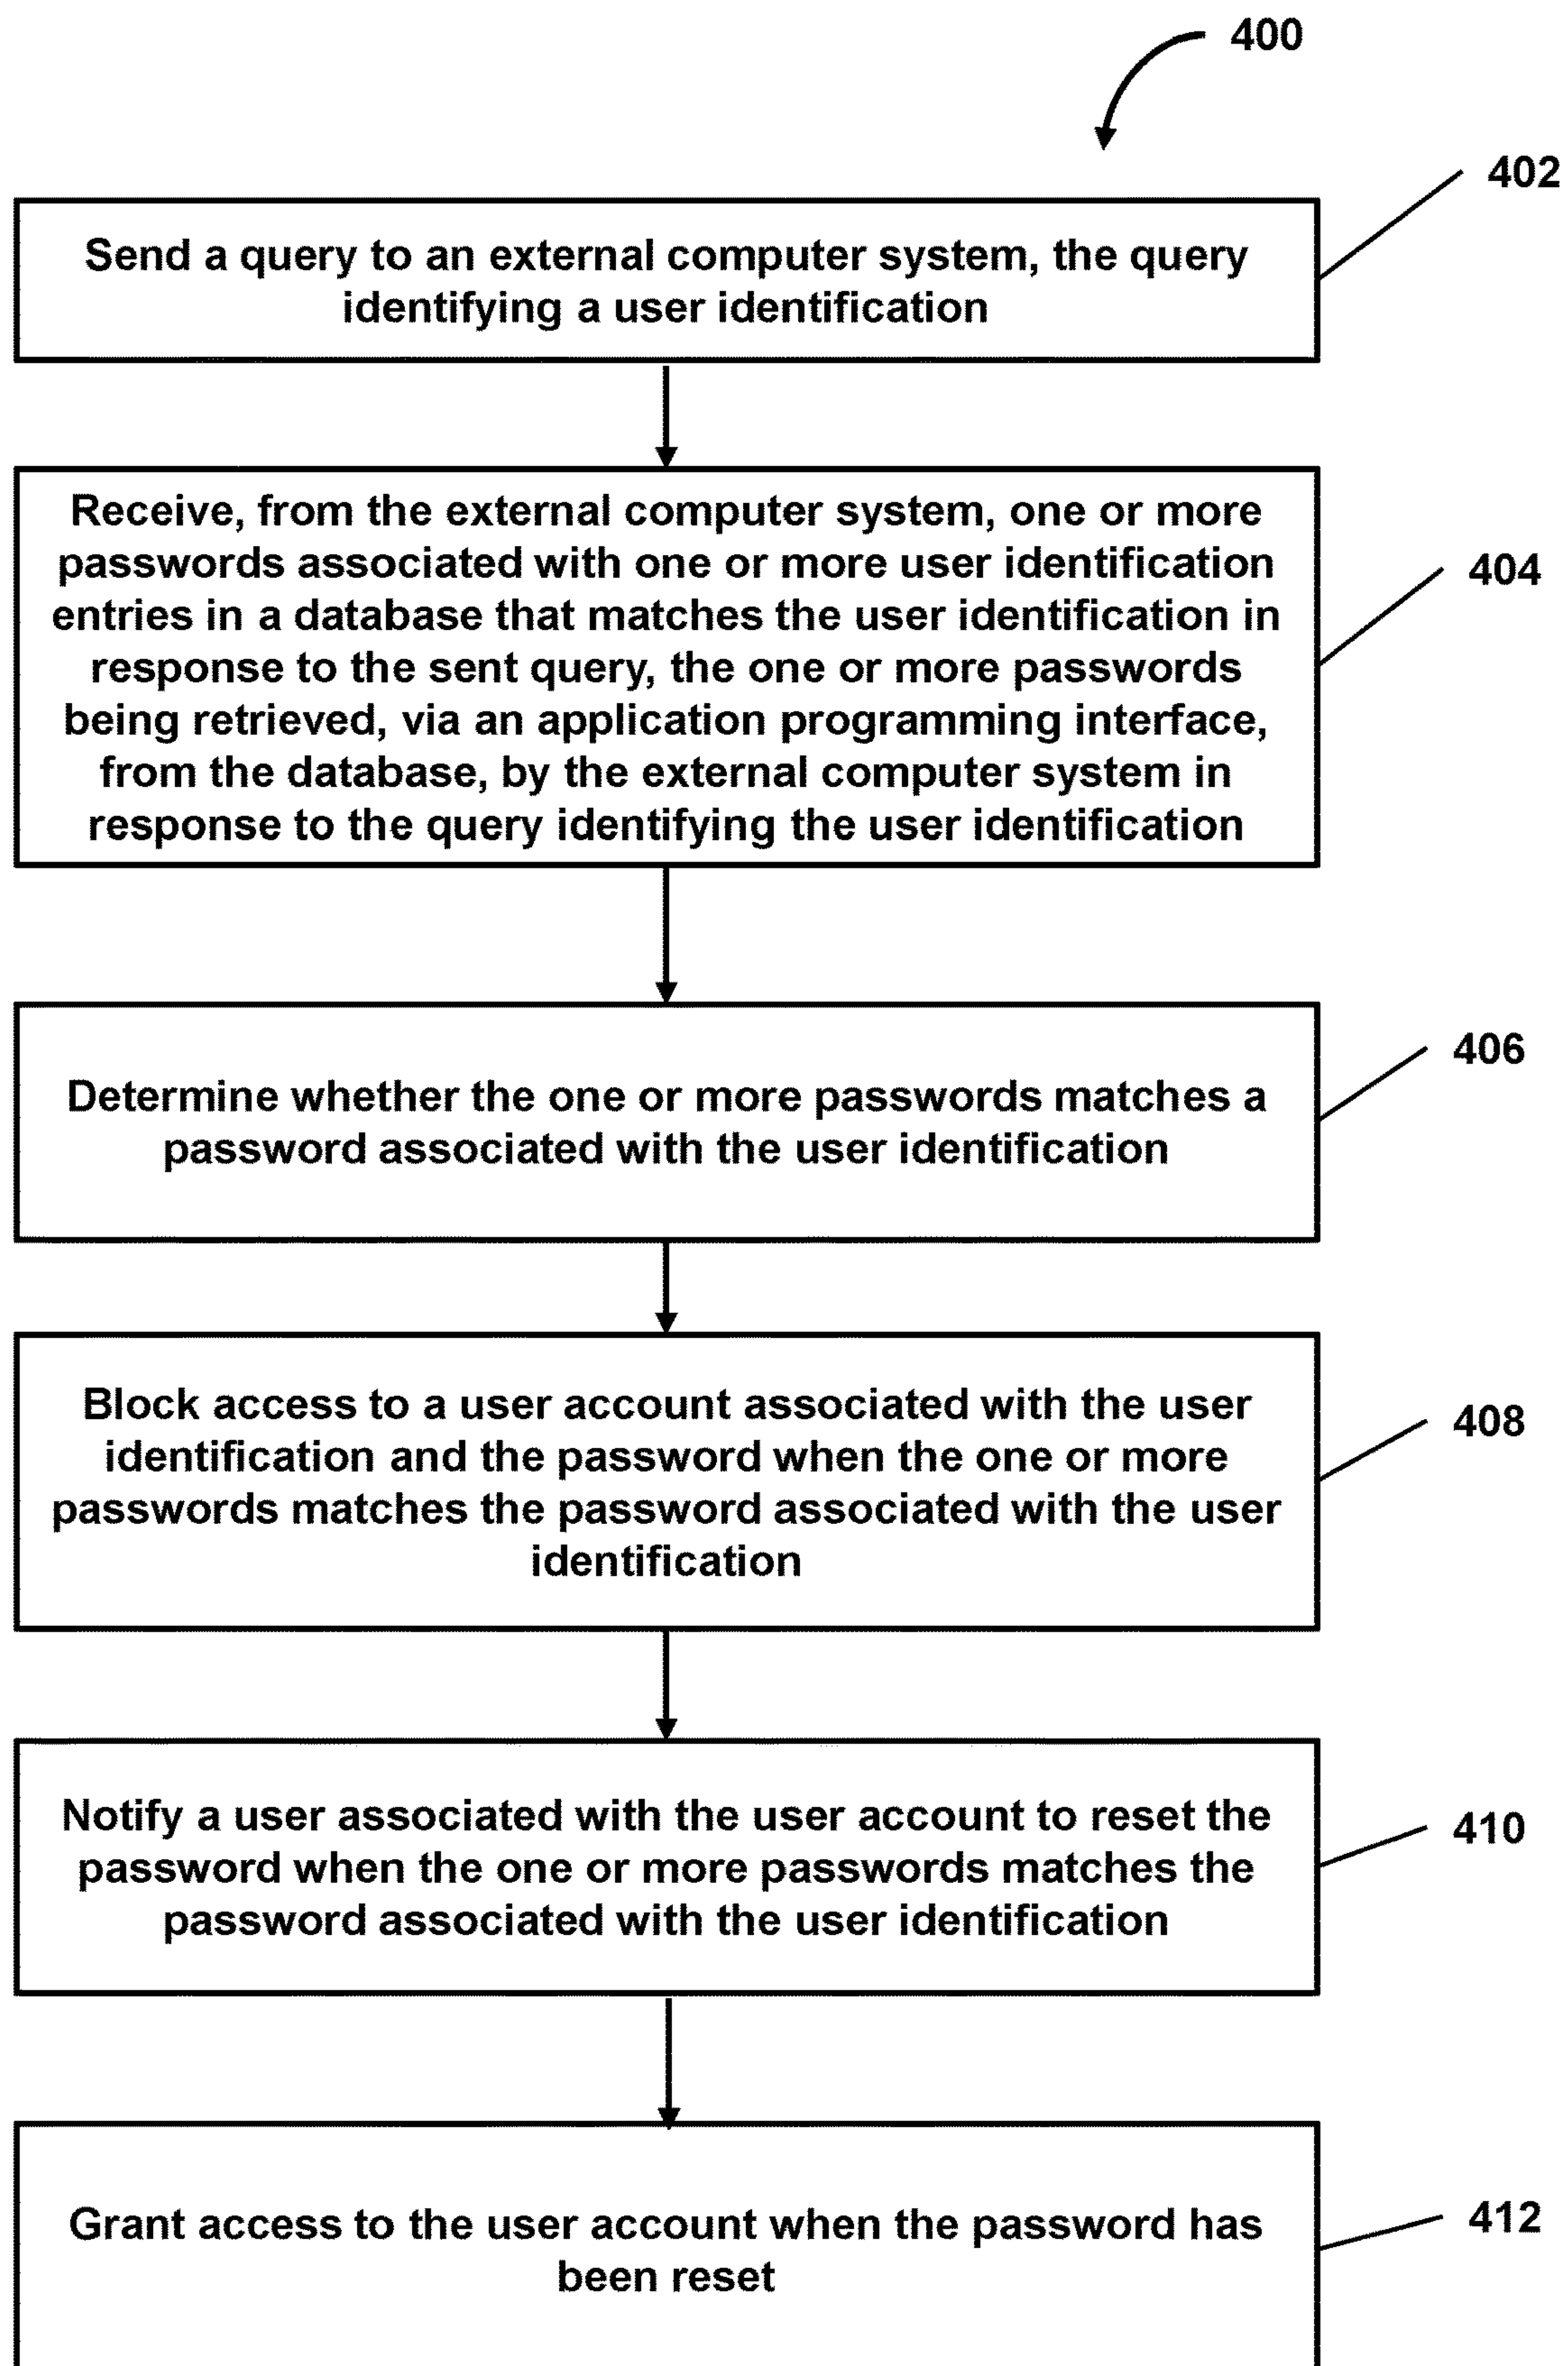 400
402
Send a query to an external computer system, the query
identifying a user identification
Receive, from the external computer system, one or more
passwords associated with one or more user identification
entries in a database that matches the user identification in
response to the sent query, the one or more passwords
being retrieved, via an application programming interface,
from the database, by the external computer system in
response to the query identifying the user identification
404
406
Determine whether the one or more passwords matches a
password associated with the user identification
Block access to a user account associated with the user
identification and the password when the one or more
passwords matches the password associated with the user
identification
408
Notify a user associated with the user account to reset the
password when the one or more passwords matches the
password associated with the user identification
410
Grant access to the user account when the password has
been reset
412